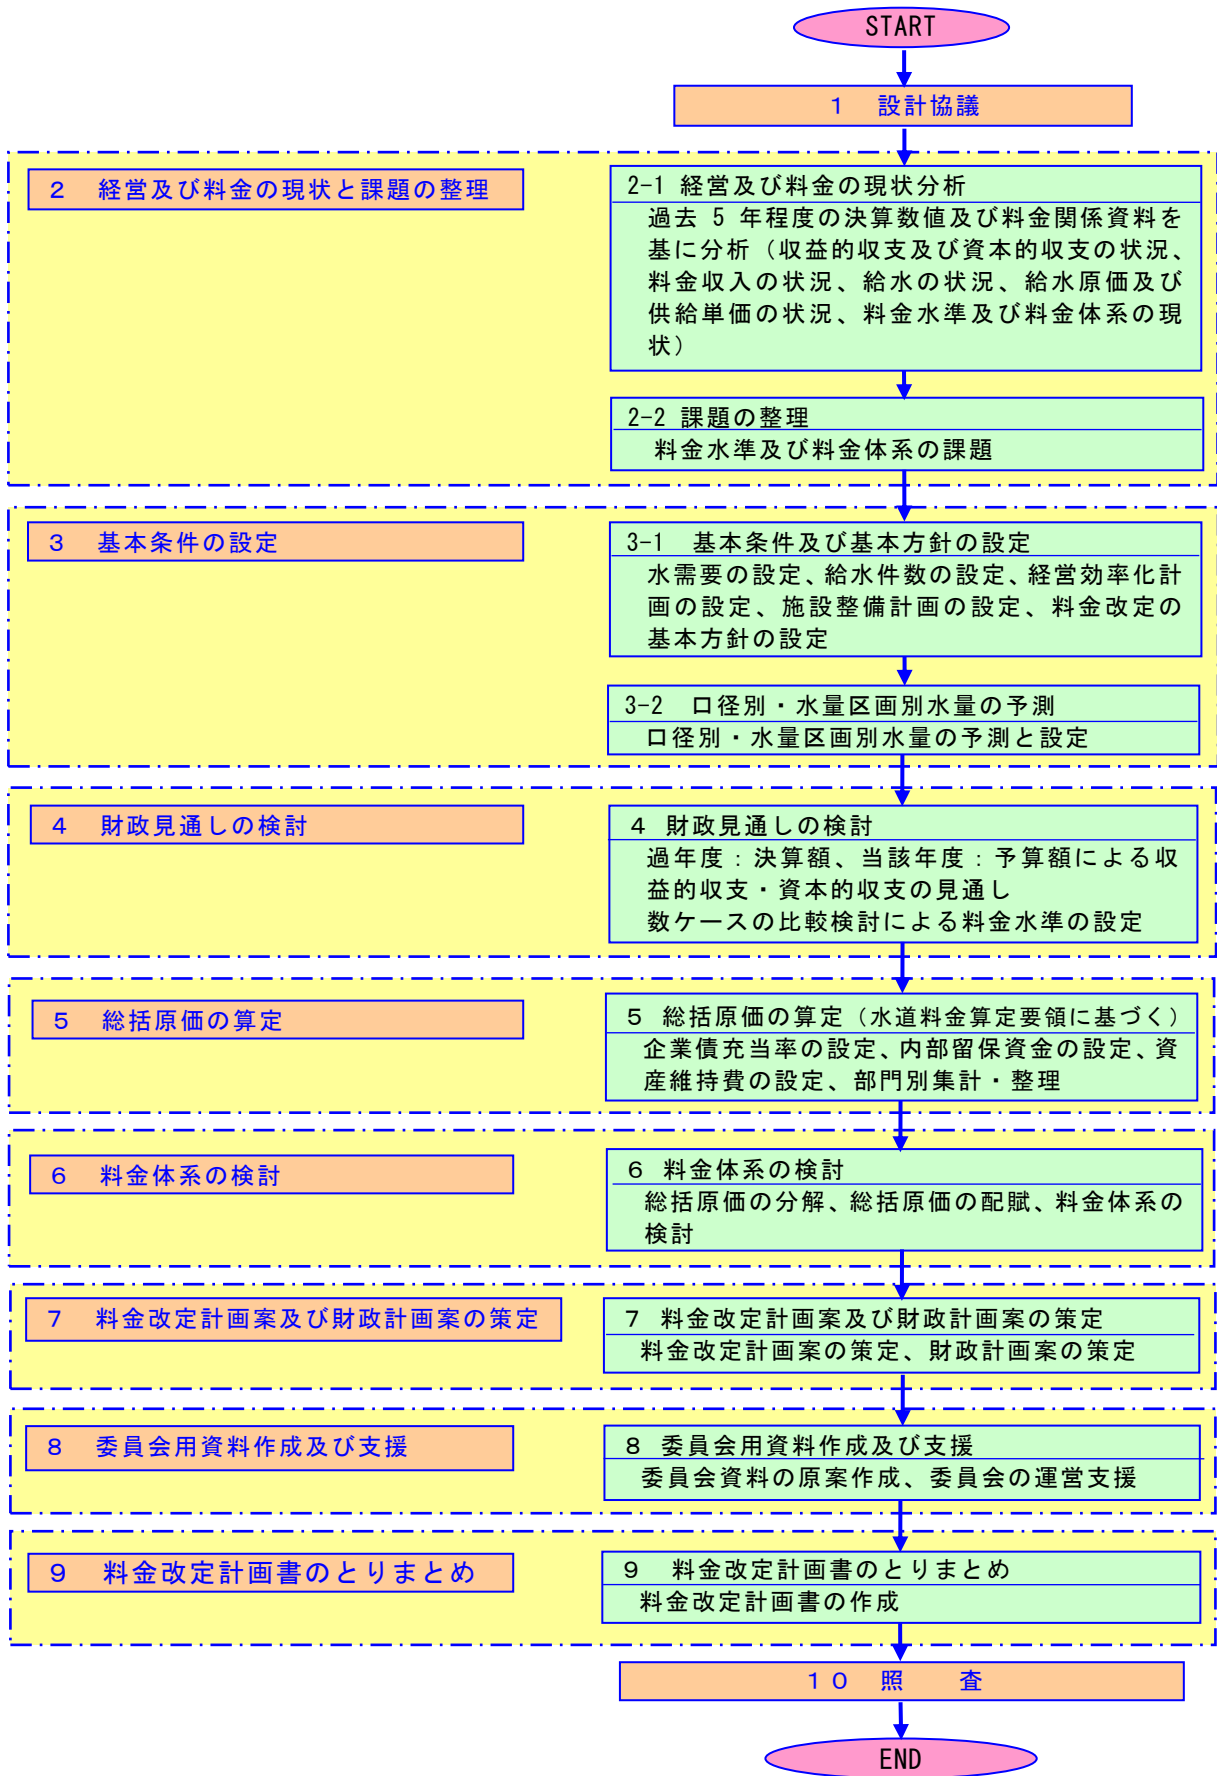 START
１　設計協議
２　経営及び料金の現状と課題の整理
2-1 経営及び料金の現状分析
過去 5 年程度の決算数値及び料金関係資料を
基に分析（収益的収支及び資本的収支の状況、
料金収入の状況、給水の状況、給水原価及び
供給単価の状況、料金水準及び料金体系の現
状）
2-2 課題の整理
料金水準及び料金体系の課題
３　基本条件の設定
3-1　基本条件及び基本方針の設定
水需要の設定、給水件数の設定、経営効率化計
画の設定、施設整備計画の設定、料金改定の
基本方針の設定
3-2　口径別・水量区画別水量の予測
口径別・水量区画別水量の予測と設定
４　財政見通しの検討
４ 財政見通しの検討
過年度：決算額、当該年度：予算額による収
益的収支・資本的収支の見通し
数ケースの比較検討による料金水準の設定
５　総括原価の算定
５ 総括原価の算定（水道料金算定要領に基づく）
企業債充当率の設定、内部留保資金の設定、資
産維持費の設定、部門別集計・整理
６　料金体系の検討
６ 料金体系の検討
総括原価の分解、総括原価の配賦、料金体系の
検討
７　料金改定計画案及び財政計画案の策定
７ 料金改定計画案及び財政計画案の策定
料金改定計画案の策定、財政計画案の策定
８　委員会用資料作成及び支援
８ 委員会用資料作成及び支援
委員会資料の原案作成、委員会の運営支援
９　料金改定計画書のとりまとめ
９　料金改定計画書のとりまとめ
料金改定計画書の作成
１０　照　　査
END